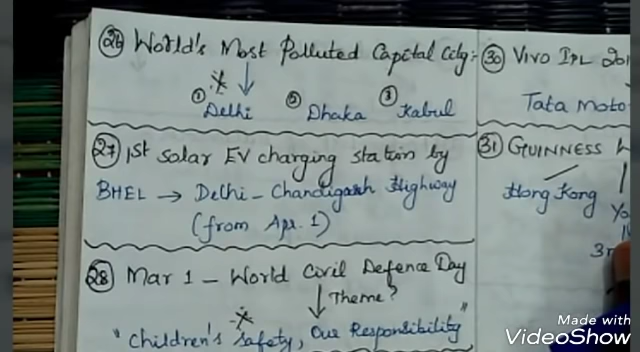 26 World's Most Polluted Capital City :-
① Delhi ② Dhaka ③ Kabul
27 1st Solar EV charging station by
BHEL → Delhi - Chandigarh Highway
(from Apr. 1)
28 Mar 1 - World Civil Defence Day
Theme?
"Children's Safety, Our Responsibility"
30 VIVO IPL 201
Tata Moto
31 GUINNESS
Hong Kong
Made with
VideoShow